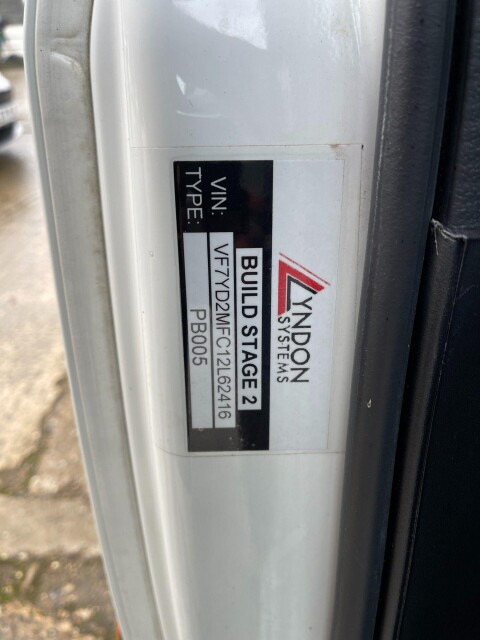 LYNDON
SYSTEMS
BUILD STAGE 2
VIN: VF7YD2MFC12L62416
TYPE: PB005